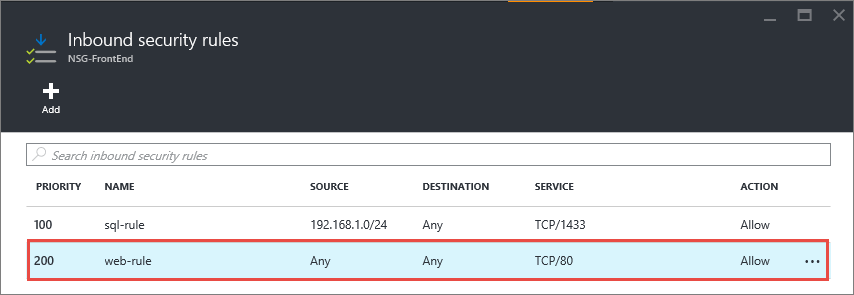 Inbound security rules
NSG-FrontEnd
Add
Search inbound security rules
PRIORITY NAME SOURCE DESTINATION SERVICE ACTION
100 sql-rule 192.168.1.0/24 Any TCP/1433 Allow
200 web-rule Any Any TCP/80 Allow ...